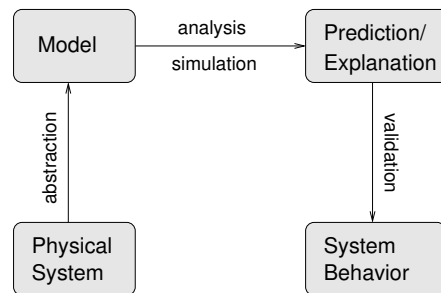 Model
analysis
simulation
Prediction/
Explanation
abstraction
validation
Physical
System
System
Behavior